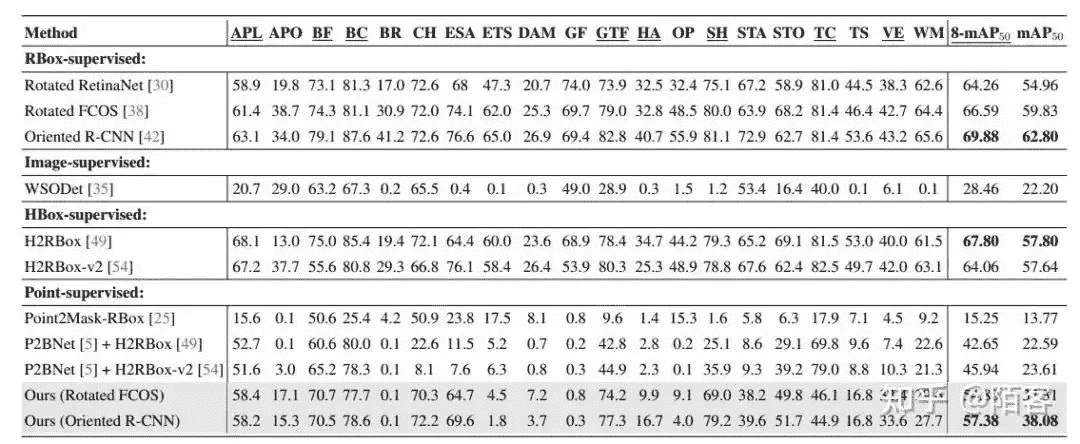 Method APL APO BF BC BR CH ESA ETS DAM GF GTF HA OP SH STA STO TC TS VE WM 8-mAP50 mAP50
RBox-supervised:
Rotated RetinaNet [30] 58.9 19.8 73.1 81.3 17.0 72.6 68 47.3 20.7 74.0 73.9 32.5 32.4 75.1 67.2 58.9 81.0 44.5 38.3 62.6 64.26 54.96
Rotated FCOS [38] 61.4 38.7 74.3 81.1 30.9 72.0 74.1 62.0 25.3 69.7 79.0 32.8 48.5 80.0 63.9 68.2 81.4 46.4 42.7 64.4 66.59 59.83
Oriented R-CNN [42] 63.1 34.0 79.1 87.6 41.2 72.6 76.6 65.0 26.9 69.4 82.8 40.7 55.9 81.1 72.9 62.7 81.4 53.6 43.2 65.6 69.88 62.80
Image-supervised:
WSODet [35] 20.7 29.0 63.2 67.3 0.2 65.5 0.4 0.1 0.3 49.0 28.9 0.3 1.5 1.2 53.4 16.4 40.0 0.1 6.1 0.1 28.46 22.20
HBox-supervised:
H2RBox [49] 68.1 13.0 75.0 85.4 19.4 72.1 64.4 60.0 23.6 68.9 78.4 34.7 44.2 79.3 65.2 69.1 81.5 53.0 40.0 61.5 67.80 57.80
H2RBox-v2 [54] 67.2 37.7 55.6 80.8 29.3 66.8 76.1 58.4 26.4 53.9 80.3 25.3 48.9 78.8 67.6 62.4 82.5 49.7 42.0 63.1 64.06 57.64
Point-supervised:
Point2Mask-RBox [25] 15.6 0.1 50.6 25.4 4.2 50.9 23.8 17.5 8.1 0.8 9.6 1.4 15.3 1.6 5.8 6.3 17.9 7.1 4.5 9.2 15.25 13.77
P2BNet [5] + H2RBox [49] 52.7 0.1 60.6 80.0 0.1 22.6 11.5 5.2 0.7 0.2 42.8 2.8 0.2 25.1 8.6 29.1 69.8 9.6 7.4 22.6 42.65 22.59
P2BNet [5] + H2RBox-v2 [54] 51.6 3.0 65.2 78.3 0.1 8.1 7.6 6.3 0.8 0.3 44.9 2.3 0.1 35.9 9.3 39.2 79.0 8.8 10.3 21.3 45.94 23.61
Ours (Rotated FCOS) 58.4 17.1 70.7 77.7 0.1 70.3 64.7 4.5 7.2 0.8 74.2 9.9 9.1 69.0 38.2 49.8 46.1 16.8
Ours (Oriented R-CNN) 58.2 15.3 70.5 78.6 0.1 72.2 69.6 1.8 3.7 0.3 77.3 16.7 4.0 79.2 39.6 51.7 44.9 16.8 33.6 27.7 57.38 38.08
知乎 @陌客